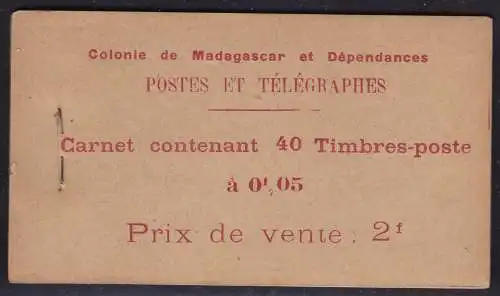 Colonie de Madagascar et Dépendances
POSTES ET TÉLÉGRAPHES
Carnet contenant 40 Timbres-poste
à 0f,05
Prix de vente : 2f